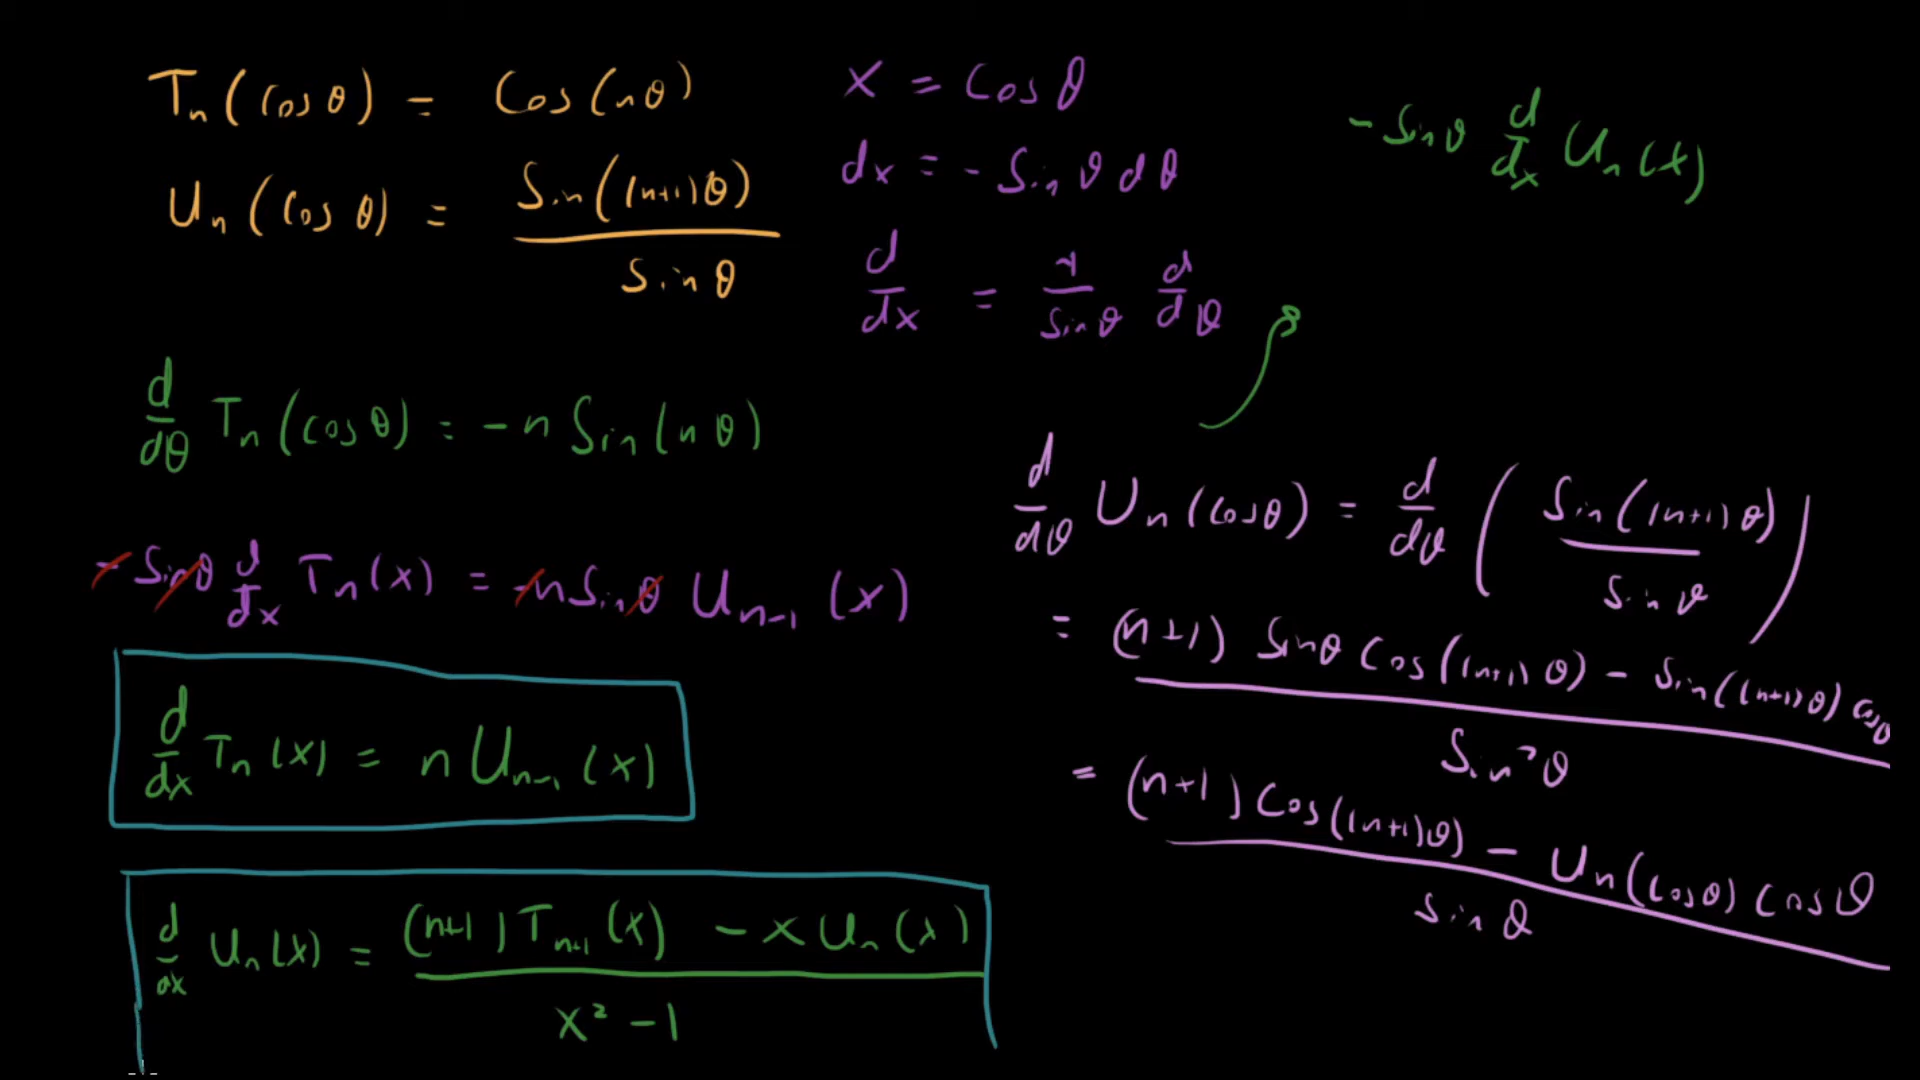 Tₙ(cos θ) = cos(nθ)
Uₙ(cos θ) = sin((n+1)θ) / sin θ
x = cos θ
dx = - sin θ dθ
d/dx = -1/sin θ d/dθ
- sin θ d/dx Uₙ(x)
d/dθ Tₙ(cos θ) = -n sin(nθ)
- sin θ d/dx Tₙ(x) = -n sin θ Uₙ₋₁(x)
d/dx Tₙ(x) = n Uₙ₋₁(x)
d/dx Uₙ(x) = ((n+1)Tₙ₊₁(x) - x Uₙ(x)) / (x² - 1)
d/dθ Uₙ(cos θ) = d/dθ (sin((n+1)θ) / sin θ)
= ((n+1) sin θ cos((n+1)θ) - sin((n+1)θ) cos θ) / sin² θ
= ((n+1) cos((n+1)θ) - Uₙ(cos θ) cos θ) / sin θ